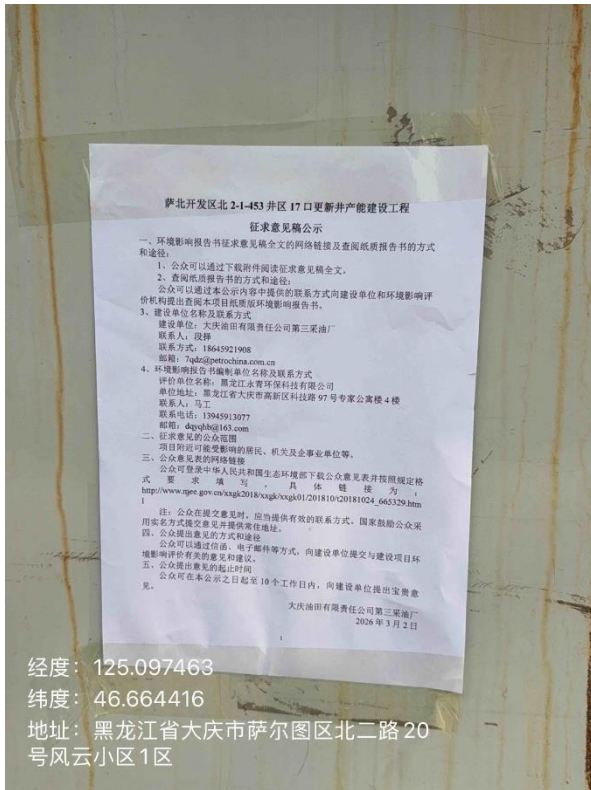 萨北开发区北 2-1-453 井区 17 口更新井产能建设工程
征求意见稿公示
一、环境影响报告书征求意见稿全文的网络链接及查阅纸质报告书的方式
和途径：
1、公众可以通过下载附件阅读征求意见稿全文。
2、查阅纸质报告书的方式和途径：
公众可以通过本公示内容中提供的联系方式向建设单位和环境影响评
价机构提出查阅本项目纸质版环境影响报告书。
3、建设单位名称及联系方式
建设单位：大庆油田有限责任公司第三采油厂
联系人：段择
联系方式：18645921908
邮箱：7qdz@petrochina.com.cn
4、环境影响报告书编制单位名称及联系方式
评价单位名称：黑龙江永青环保科技有限公司
单位地址：黑龙江省大庆市高新区科技路 97 号专家公寓楼 4 楼
联系人：马工
联系电话：13945913077
邮箱：dqyqhb@163.com
二、征求意见的公众范围
项目附近可能受影响的居民、机关及企事业单位等。
三、公众意见表的网络链接
公众可登录中华人民共和国生态环境部下载公众意见表并按照规定格
式要求填写，具体链接为：
http://www.mee.gov.cn/xxgk2018/xxgk/xxgk01/201810/t20181024_665329.htm
l
注：公众在提交意见时，应当提供有效的联系方式。国家鼓励公众采
用实名方式提交意见并提供常住地址。
四、公众提出意见的方式和途径
公众可以通过信函、电子邮件等方式，向建设单位提交与建设项目环
境影响评价有关的意见和建议。
五、公众提出意见的起止时间
公众可在本公示之日起至 10 个工作日内，向建设单位提出宝贵意
见。
大庆油田有限责任公司第三采油厂
2026 年 3 月 2 日
1
经度：125.097463
纬度：46.664416
地址：黑龙江省大庆市萨尔图区北二路20
号风云小区1区